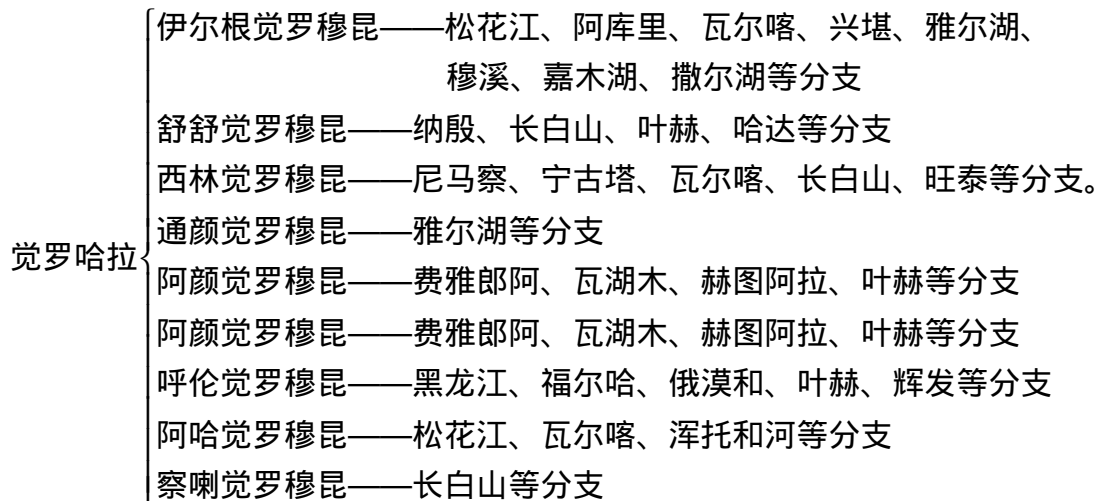 伊尔根觉罗穆昆——松花江、阿库里、瓦尔喀、兴堪、雅尔湖、
穆溪、嘉木湖、撒尔湖等分支
舒舒觉罗穆昆——纳殷、长白山、叶赫、哈达等分支
西林觉罗穆昆——尼马察、宁古塔、瓦尔喀、长白山、旺泰等分支。
通颜觉罗穆昆——雅尔湖等分支
觉罗哈拉
阿颜觉罗穆昆——费雅郎阿、瓦湖木、赫图阿拉、叶赫等分支
阿颜觉罗穆昆——费雅郎阿、瓦湖木、赫图阿拉、叶赫等分支
呼伦觉罗穆昆——黑龙江、福尔哈、俄漠和、叶赫、辉发等分支
阿哈觉罗穆昆——松花江、瓦尔喀、浑托和河等分支
察喇觉罗穆昆——长白山等分支